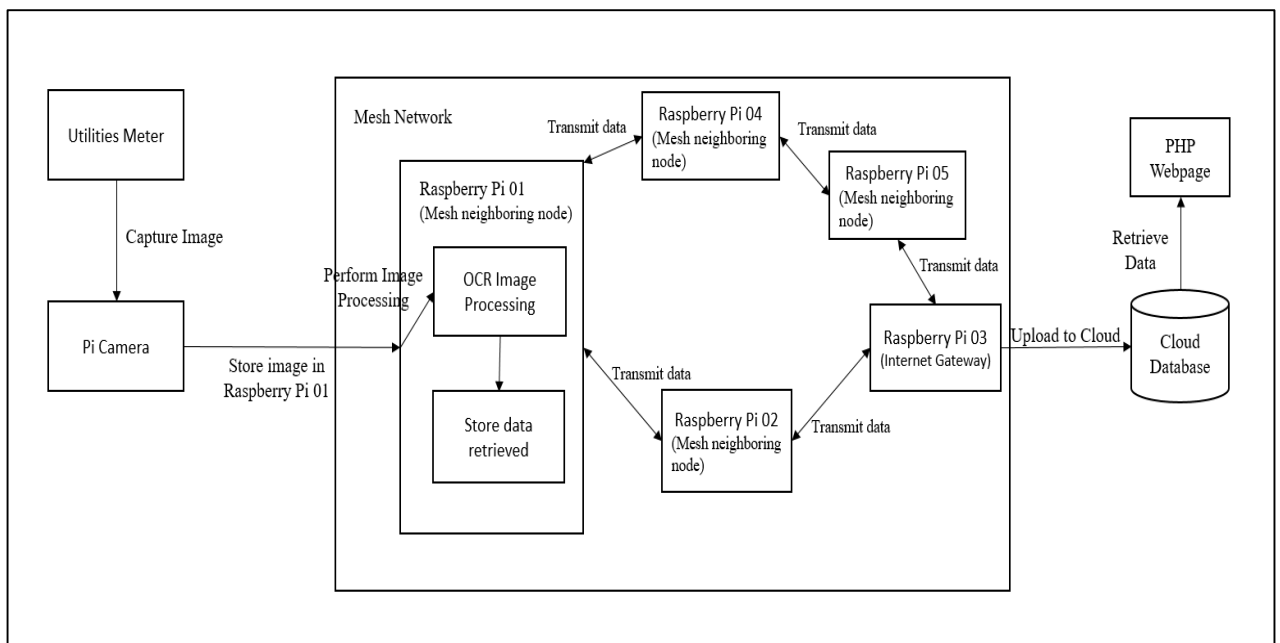 Utilities Meter
Capture Image
Pi Camera
Store image in
Raspberry Pi 01
Mesh Network
Raspberry Pi 01
(Mesh neighboring node)
Perform Image
Processing
OCR Image
Processing
Store data
retrieved
Transmit data
Raspberry Pi 04
(Mesh neighboring
node)
Transmit data
Raspberry Pi 05
(Mesh neighboring
node)
Transmit data
Transmit data
Raspberry Pi 02
(Mesh neighboring
node)
Transmit data
Raspberry Pi 03
(Internet Gateway)
Upload to Cloud
Cloud
Database
Retrieve
Data
PHP
Webpage